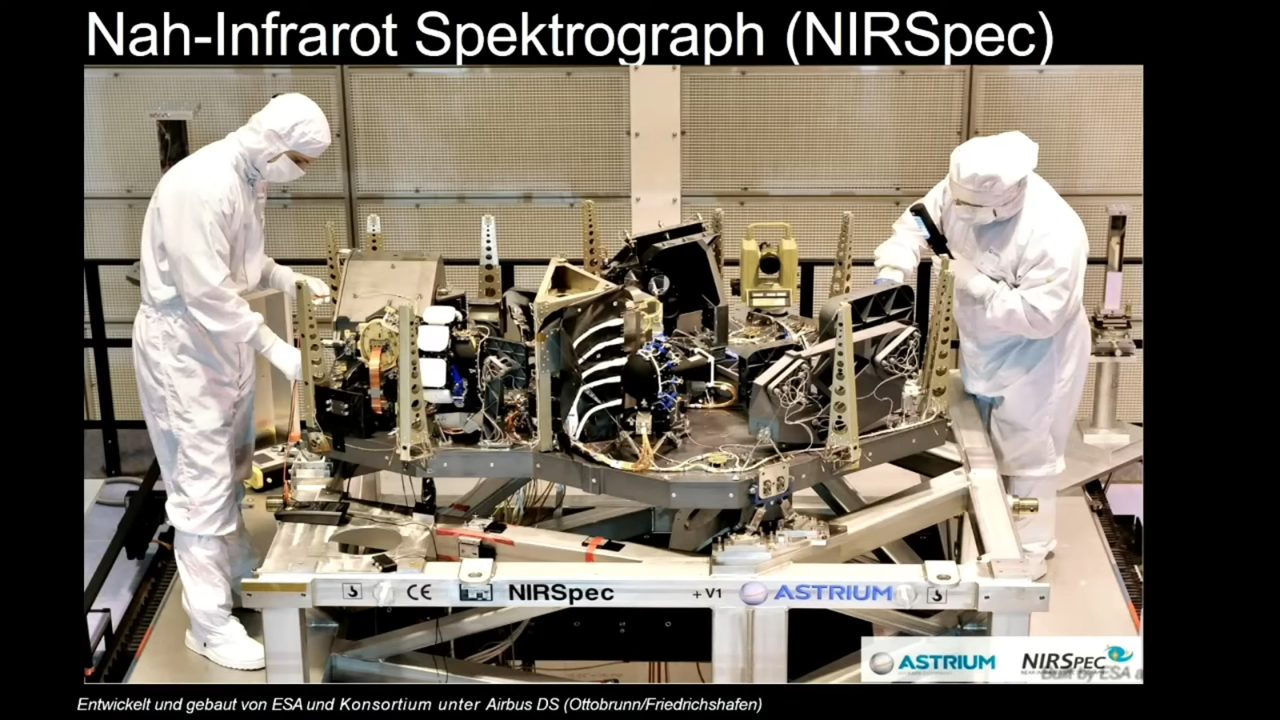 Nah-Infrarot Spektrograph (NIRSpec)
CE NIRSpec +V1 ASTRIUM
ASTRIUM NIRSpec
Entwickelt und gebaut von ESA und Konsortium unter Airbus DS (Ottobrunn/Friedrichshafen)